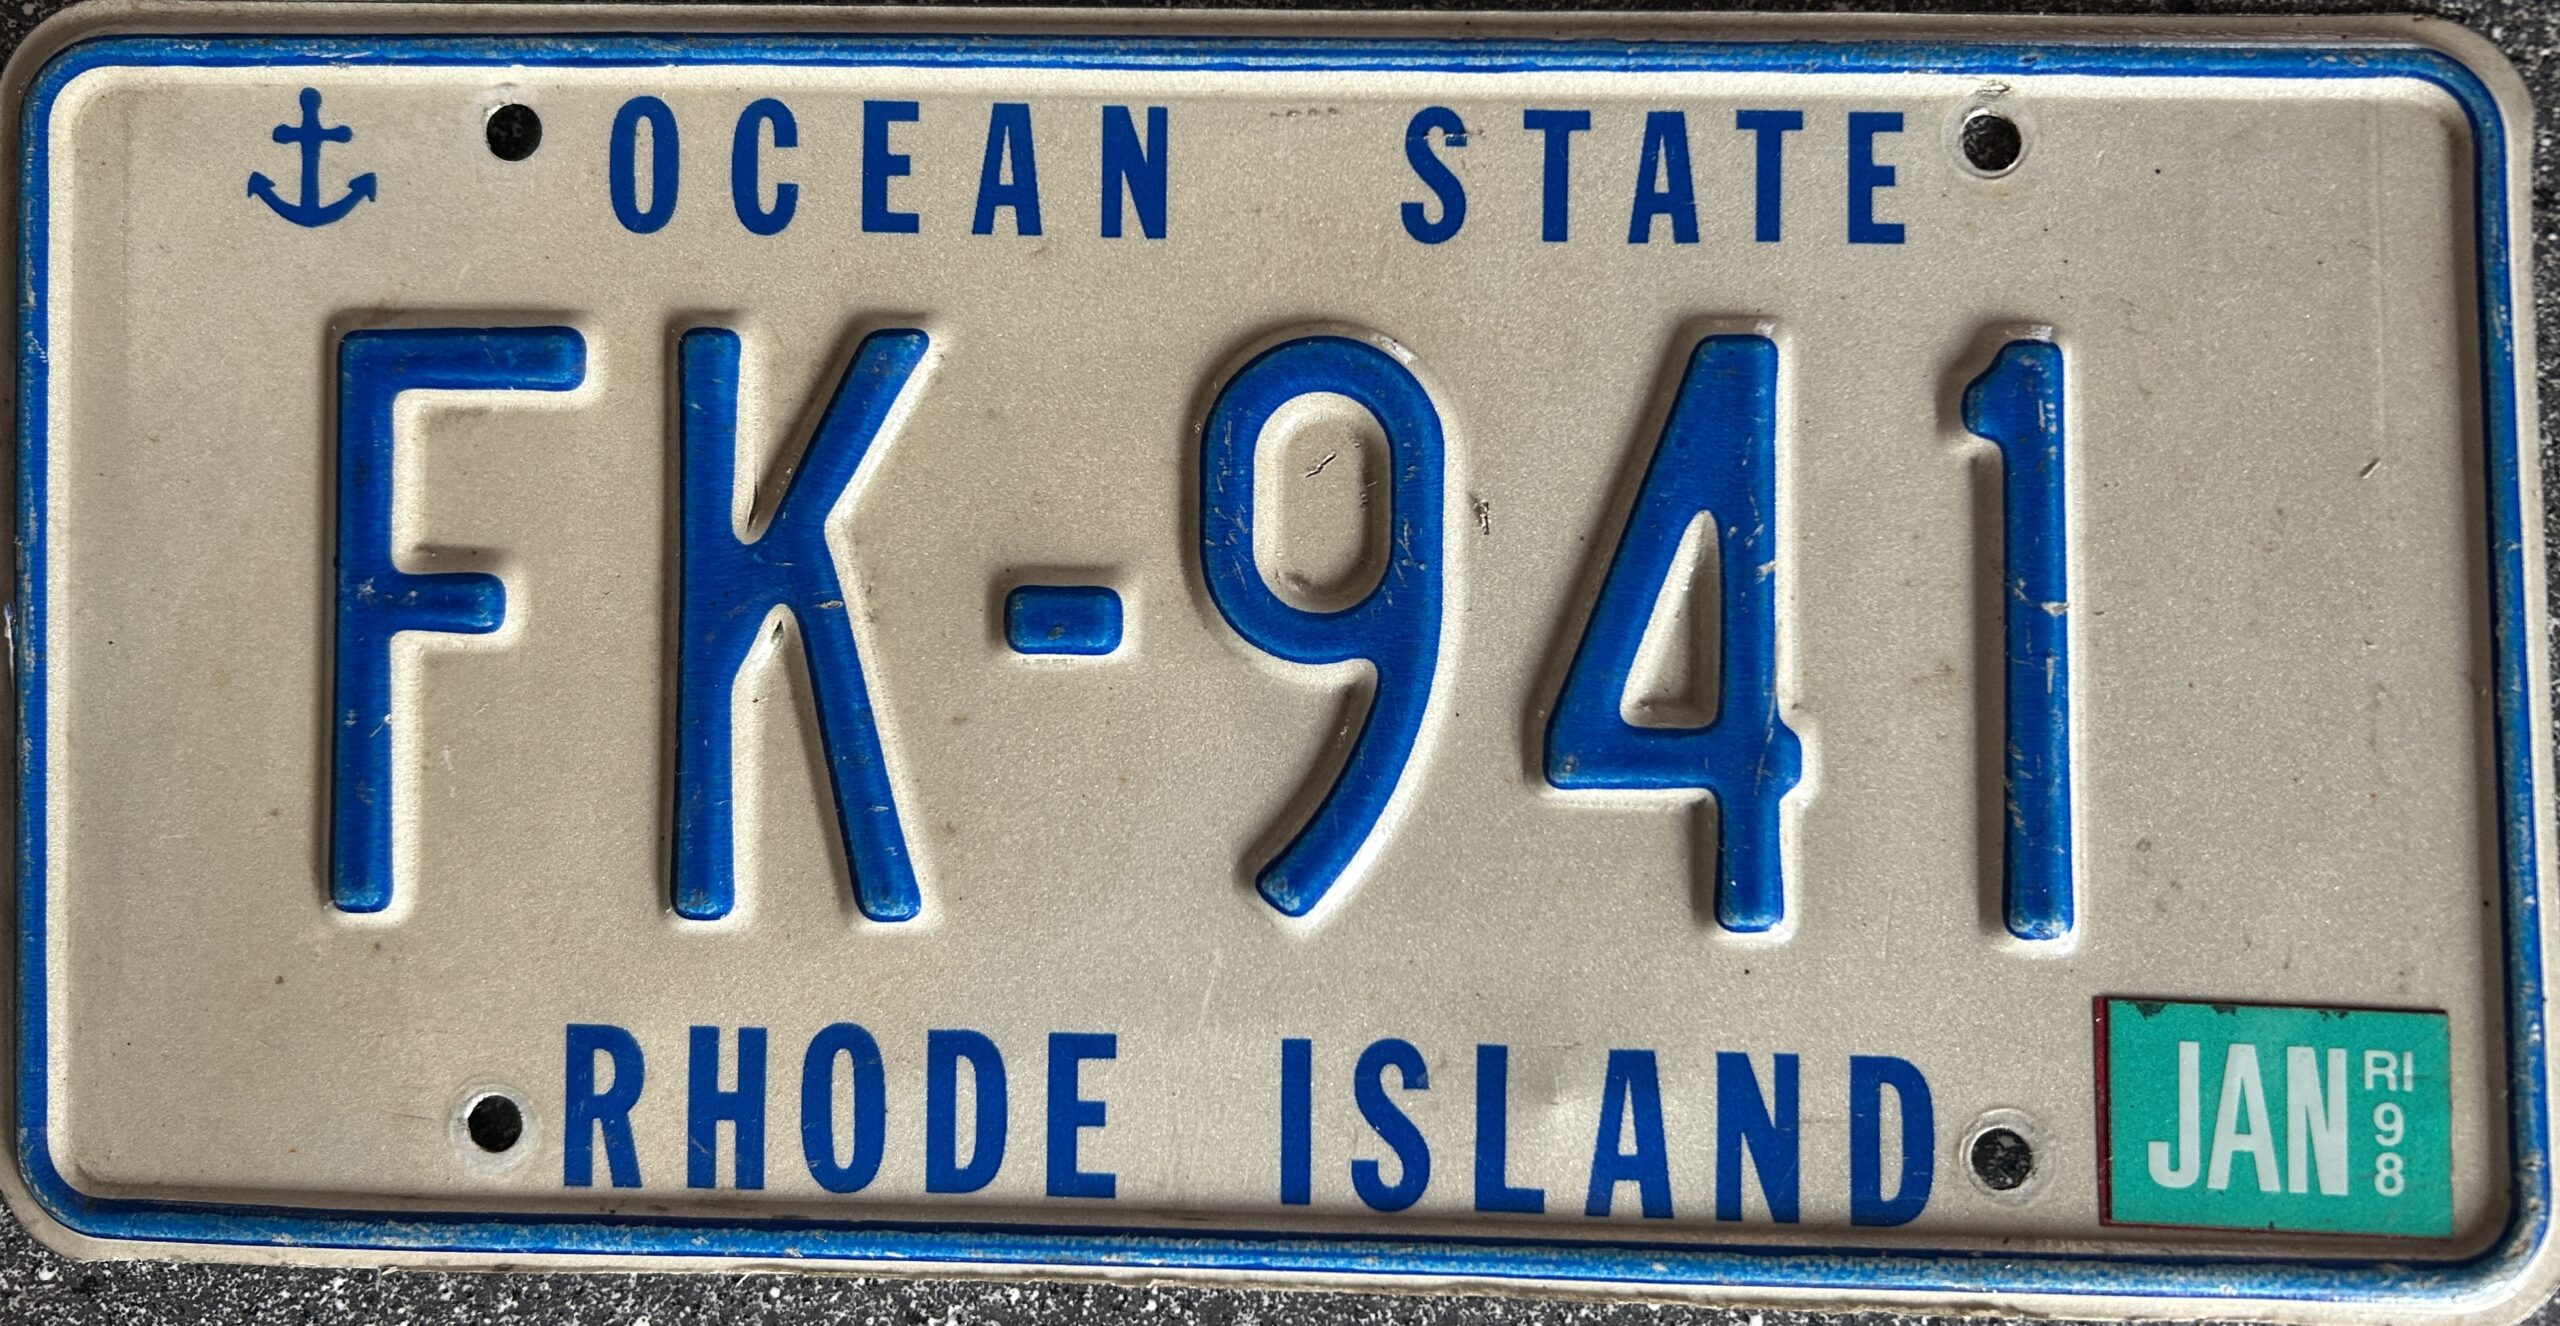 OCEAN STATE
FK-941
RHODE ISLAND
JAN
RI
98